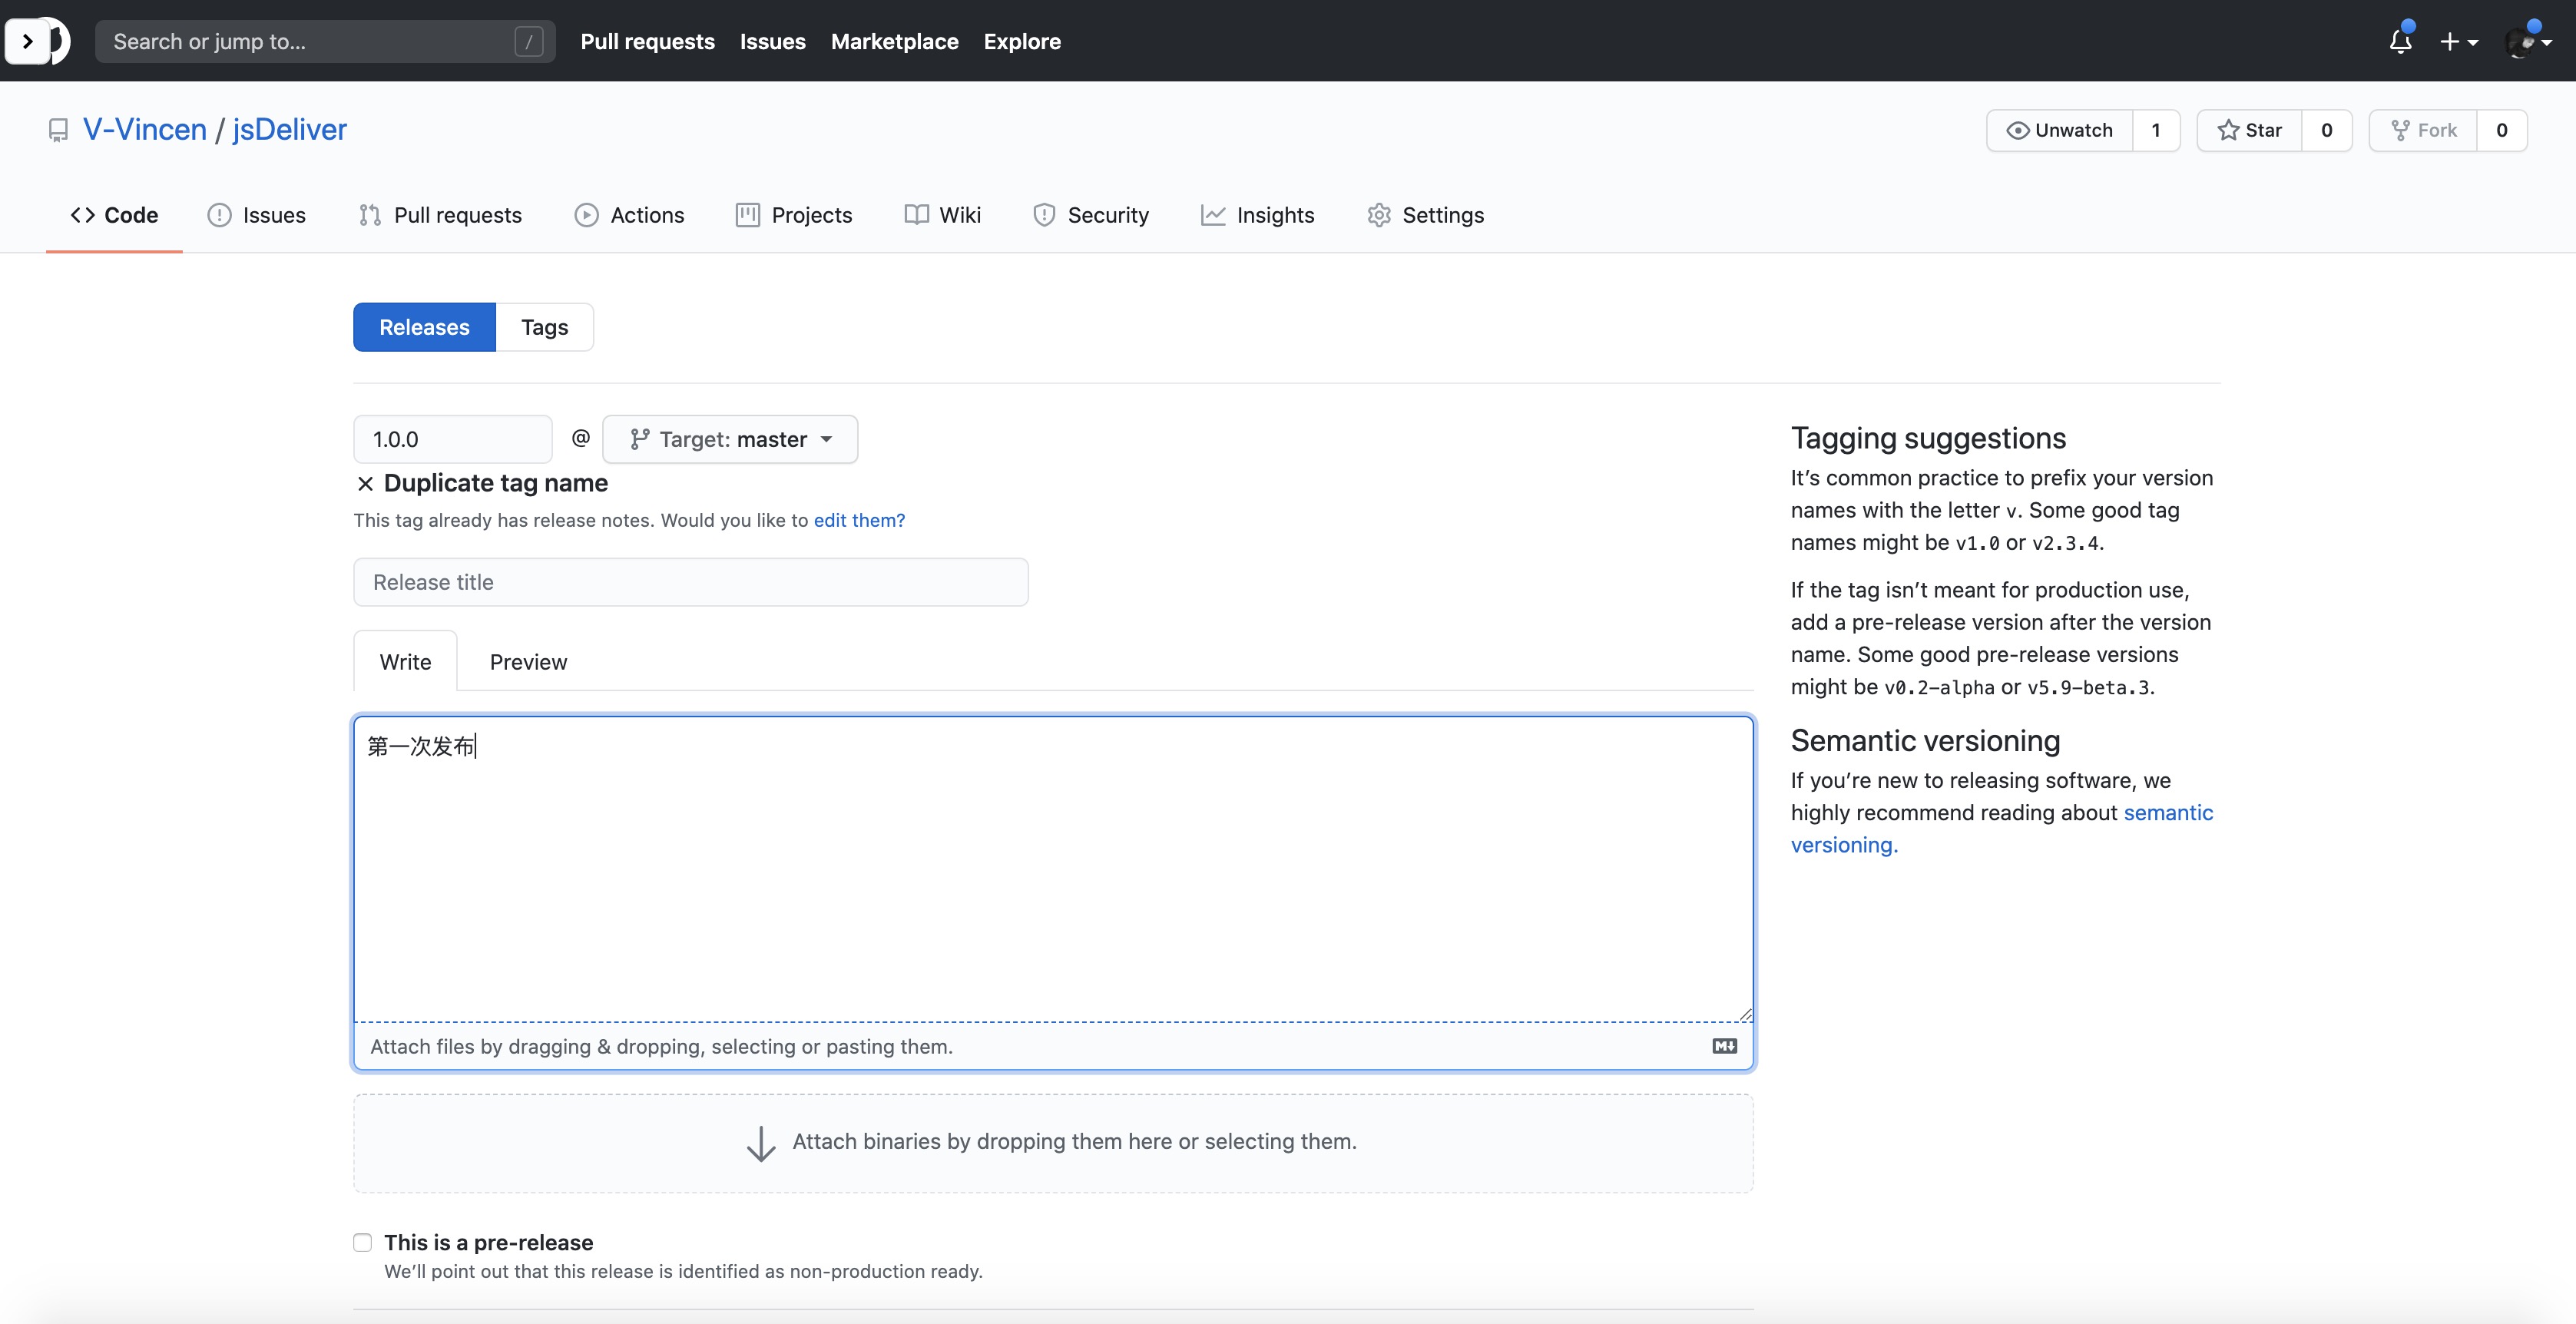 Search or jump to... /
Pull requests Issues Marketplace Explore
V-Vincen / jsDeliver
Unwatch 1 Star 0 Fork 0
Code Issues Pull requests Actions Projects Wiki Security Insights Settings
Releases Tags
1.0.0 @ Target: master
Duplicate tag name
This tag already has release notes. Would you like to edit them?
Release title
Write Preview
第一次发布
Attach files by dragging & dropping, selecting or pasting them.
M
Attach binaries by dropping them here or selecting them.
This is a pre-release
We’ll point out that this release is identified as non-production ready.
Tagging suggestions
It’s common practice to prefix your version
names with the letter v. Some good tag
names might be v1.0 or v2.3.4.
If the tag isn’t meant for production use,
add a pre-release version after the version
name. Some good pre-release versions
might be v0.2-alpha or v5.9-beta.3.
Semantic versioning
If you’re new to releasing software, we
highly recommend reading about semantic
versioning.